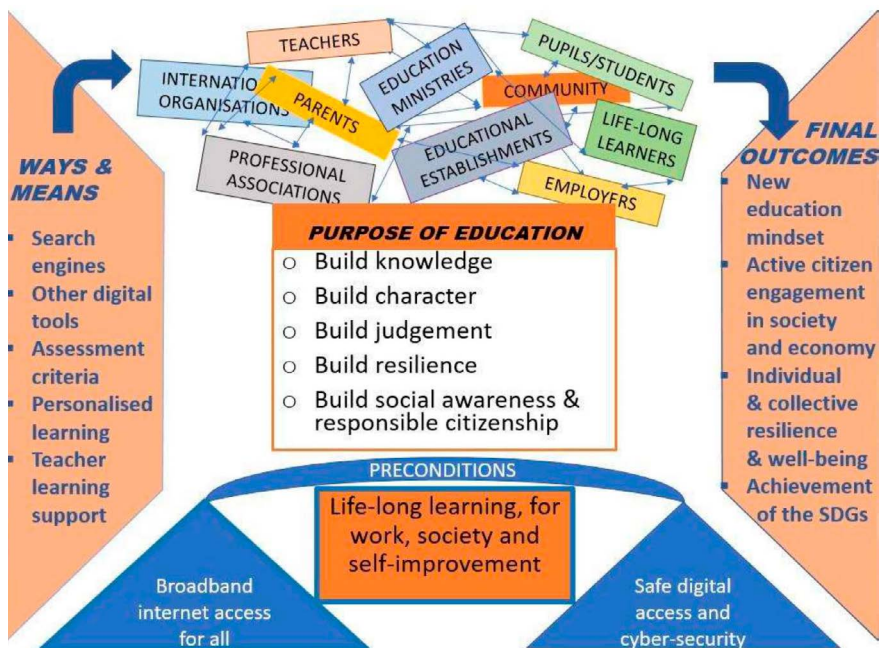 TEACHERS
PUPILS/STUDENTS
EDUCATION
MINISTRIES
INTERNATIO
ORGANISATIONS
PARENTS
COMMUNITY
LIFE-LONG
LEARNERS
EDUCATIONAL
ESTABLISHMENTS
PROFESSIONAL
ASSOCIATIONS
EMPLOYERS
WAYS &
MEANS
Search
engines
Other digital
tools
Assessment
criteria
Personalised
learning
Teacher
learning
support
PURPOSE OF EDUCATION
Build knowledge
Build character
Build judgement
Build resilience
Build social awareness &
responsible citizenship
FINAL
OUTCOMES
New
education
mindset
Active citizen
engagement
in society
and economy
Individual
& collective
resilience
& well-being
Achievement
of the SDGs
PRECONDITIONS
Life-long learning, for
work, society and
self-improvement
Broadband
internet access
for all
Safe digital
access and
cyber-security